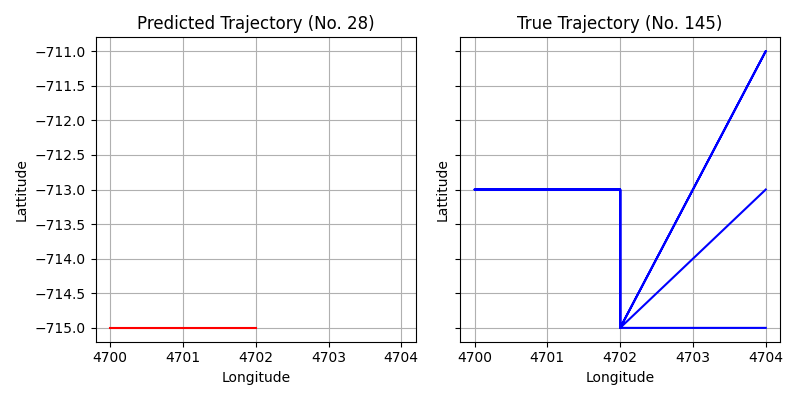 Predicted Trajectory (No. 28)
True Trajectory (No. 145)
−711.0
−711.5
−712.0
−712.5
−713.0
−713.5
−714.0
−714.5
−715.0
Lattitude
Lattitude
4700 4701 4702 4703 4704
4700 4701 4702 4703 4704
Longitude
Longitude